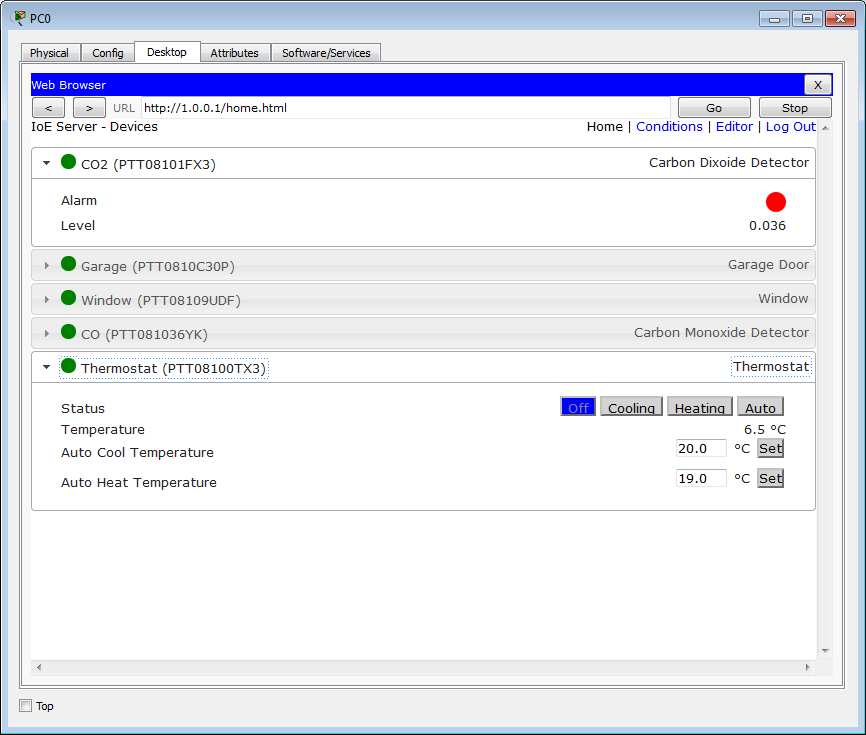 PC0
Physical Config Desktop Attributes Software/Services
Web Browser X
< > URL http://1.0.0.1/home.html Go Stop
IoE Server - Devices Home | Conditions | Editor | Log Out
CO2 (PTT08101FX3) Carbon Dixoide Detector
Alarm
Level 0.036
Garage (PTT0810C30P) Garage Door
Window (PTT08109UDF) Window
CO (PTT081036YK) Carbon Monoxide Detector
Thermostat (PTT08100TX3) Thermostat
Status Off Cooling Heating Auto
Temperature 6.5 °C
Auto Cool Temperature 20.0 °C Set
Auto Heat Temperature 19.0 °C Set
Top